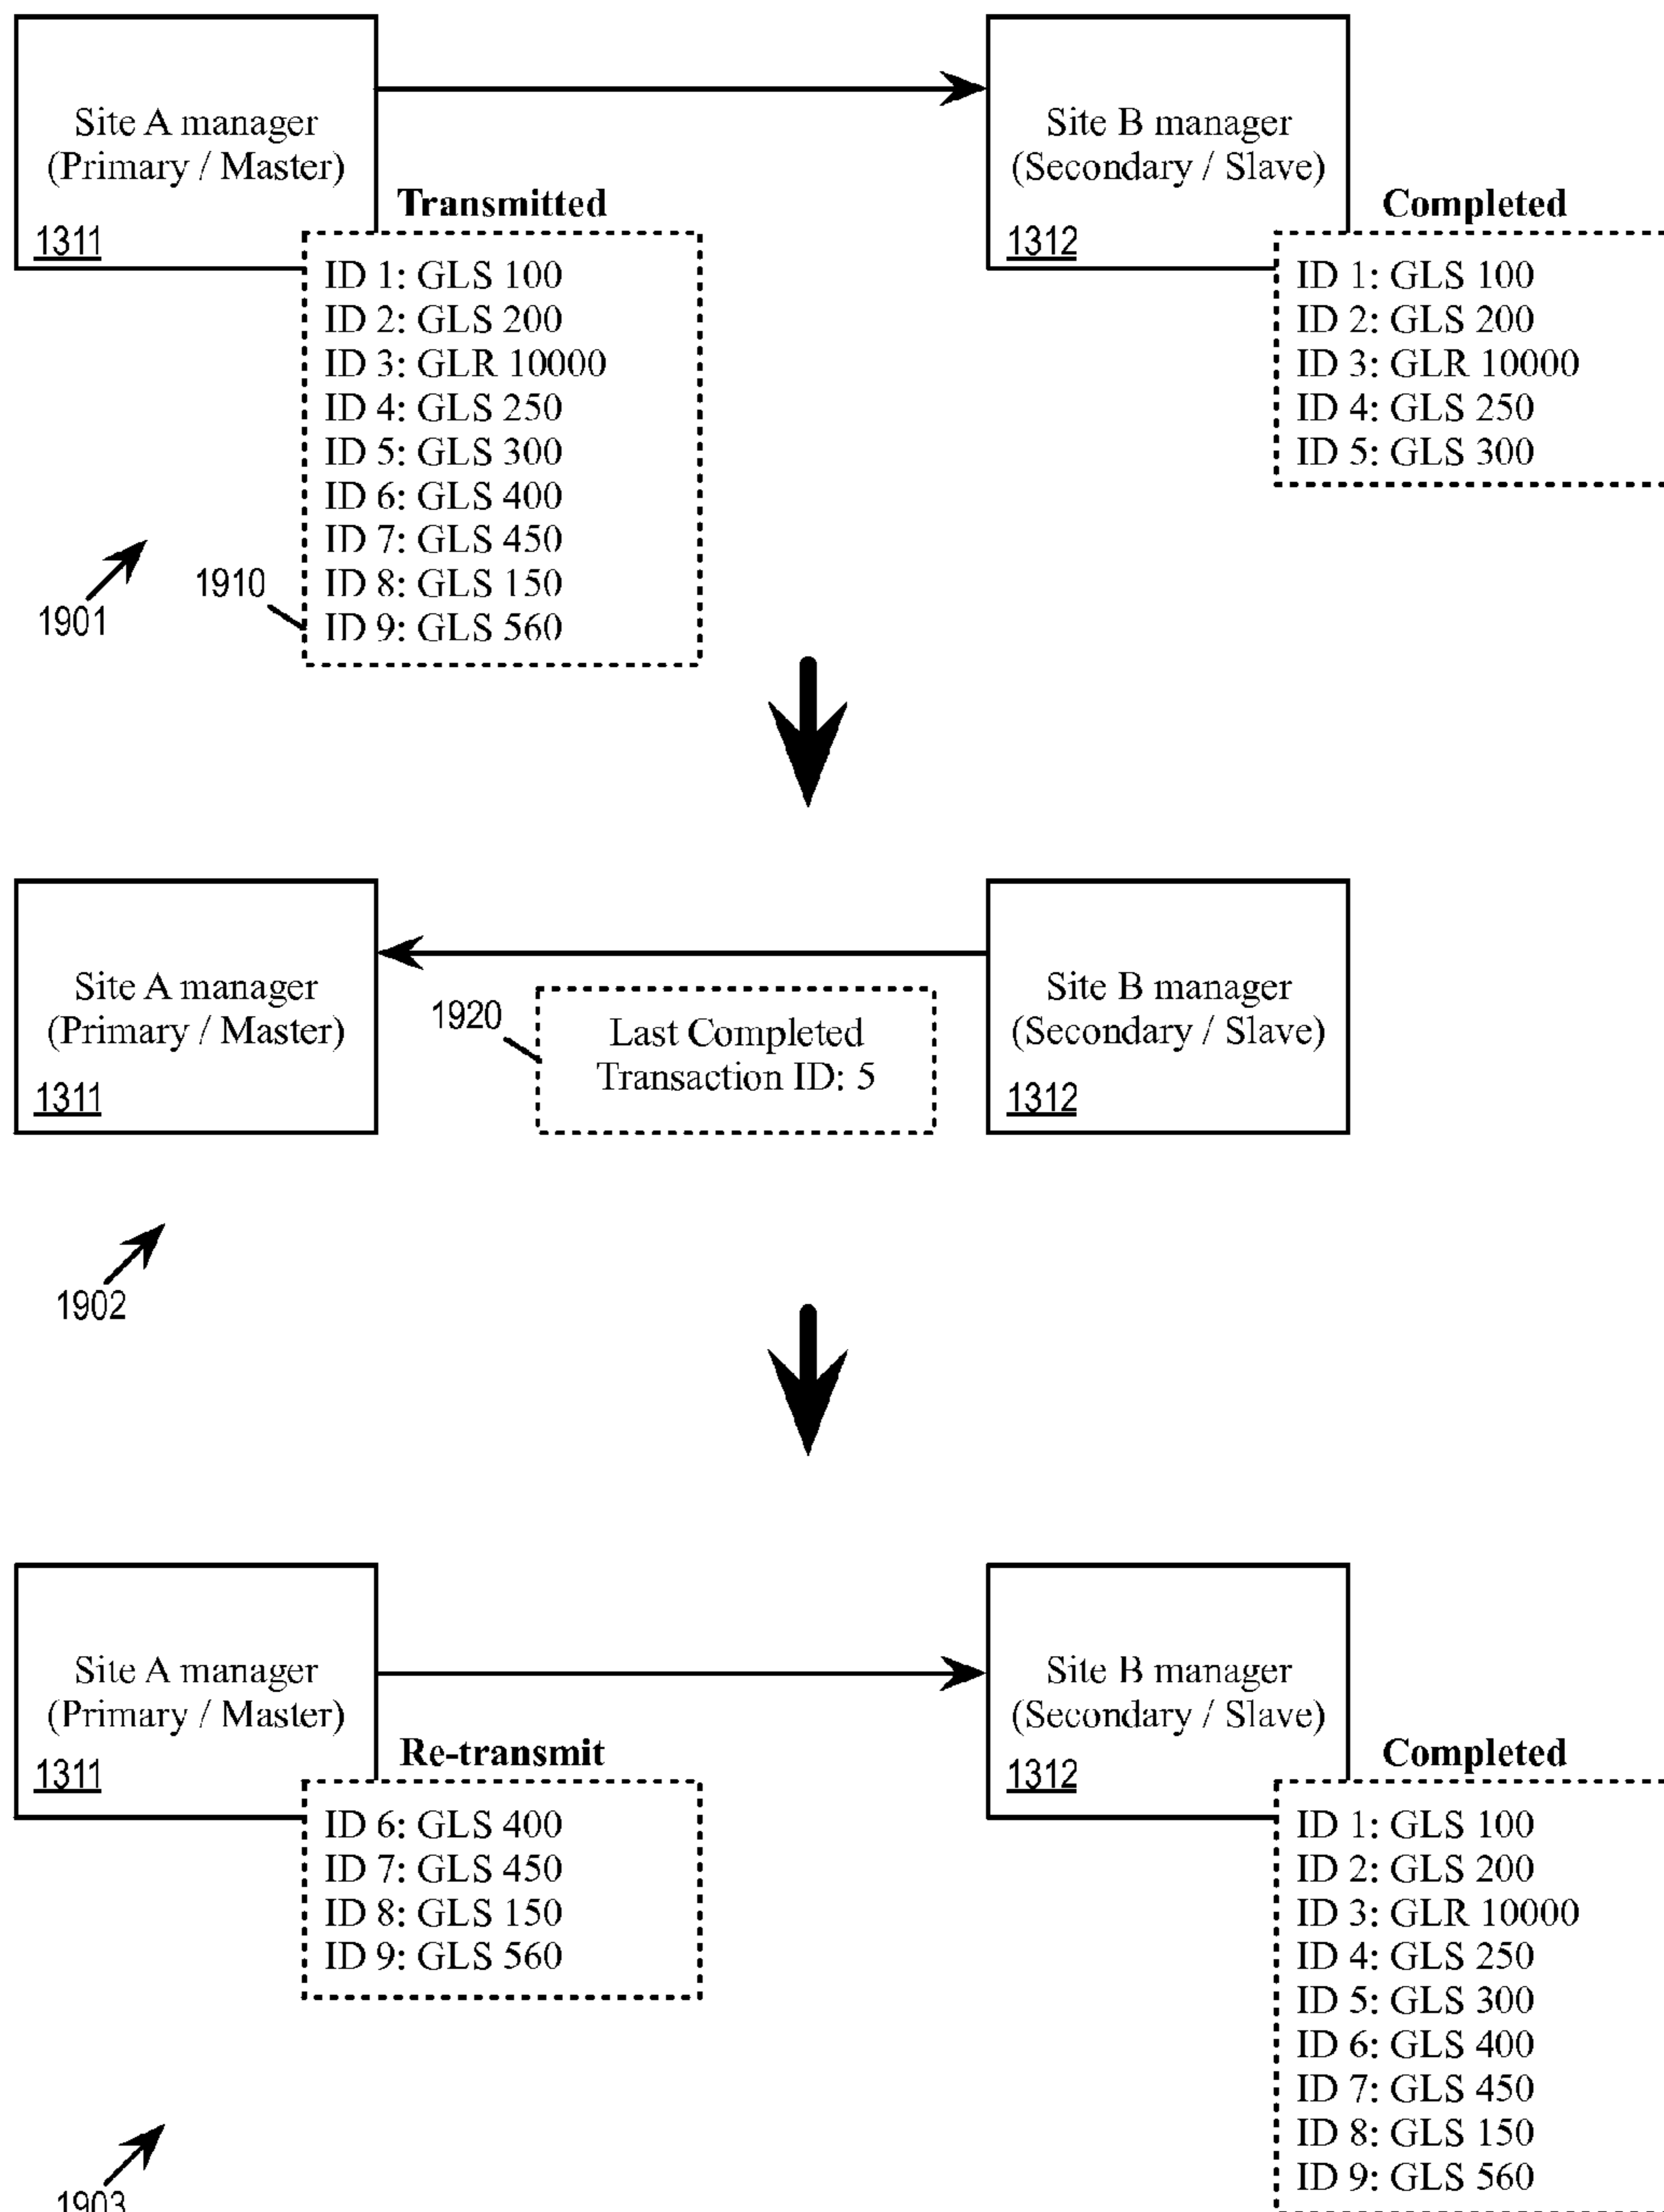 Site A manager
(Primary / Master)
1311
Transmitted
ID 1: GLS 100
ID 2: GLS 200
ID 3: GLR 10000
ID 4: GLS 250
ID 5: GLS 300
ID 6: GLS 400
ID 7: GLS 450
ID 8: GLS 150
ID 9: GLS 560
Site B manager
(Secondary / Slave)
1312
Completed
ID 1: GLS 100
ID 2: GLS 200
ID 3: GLR 10000
ID 4: GLS 250
ID 5: GLS 300
1901
1910
Site A manager
(Primary / Master)
1311
1920
Last Completed
Transaction ID: 5
Site B manager
(Secondary / Slave)
1312
1902
Site A manager
(Primary / Master)
1311
Re-transmit
ID 6: GLS 400
ID 7: GLS 450
ID 8: GLS 150
ID 9: GLS 560
Site B manager
(Secondary / Slave)
1312
Completed
ID 1: GLS 100
ID 2: GLS 200
ID 3: GLR 10000
ID 4: GLS 250
ID 5: GLS 300
ID 6: GLS 400
ID 7: GLS 450
ID 8: GLS 150
ID 9: GLS 560
1903